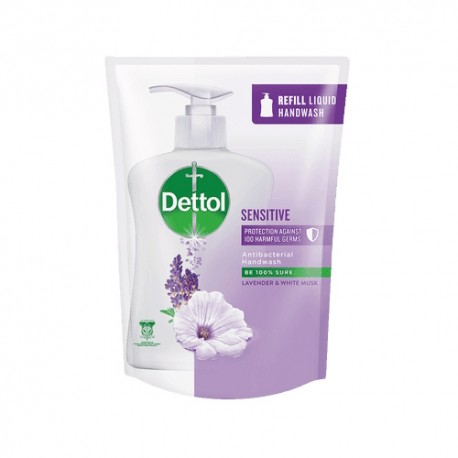 REFILL LIQUID
HANDWASH
Dettol
SENSITIVE
PROTECTION AGAINST
100 HARMFUL GERMS
Antibacterial
Handwash
BE 100% SURE
LAVENDER & WHITE MUSK